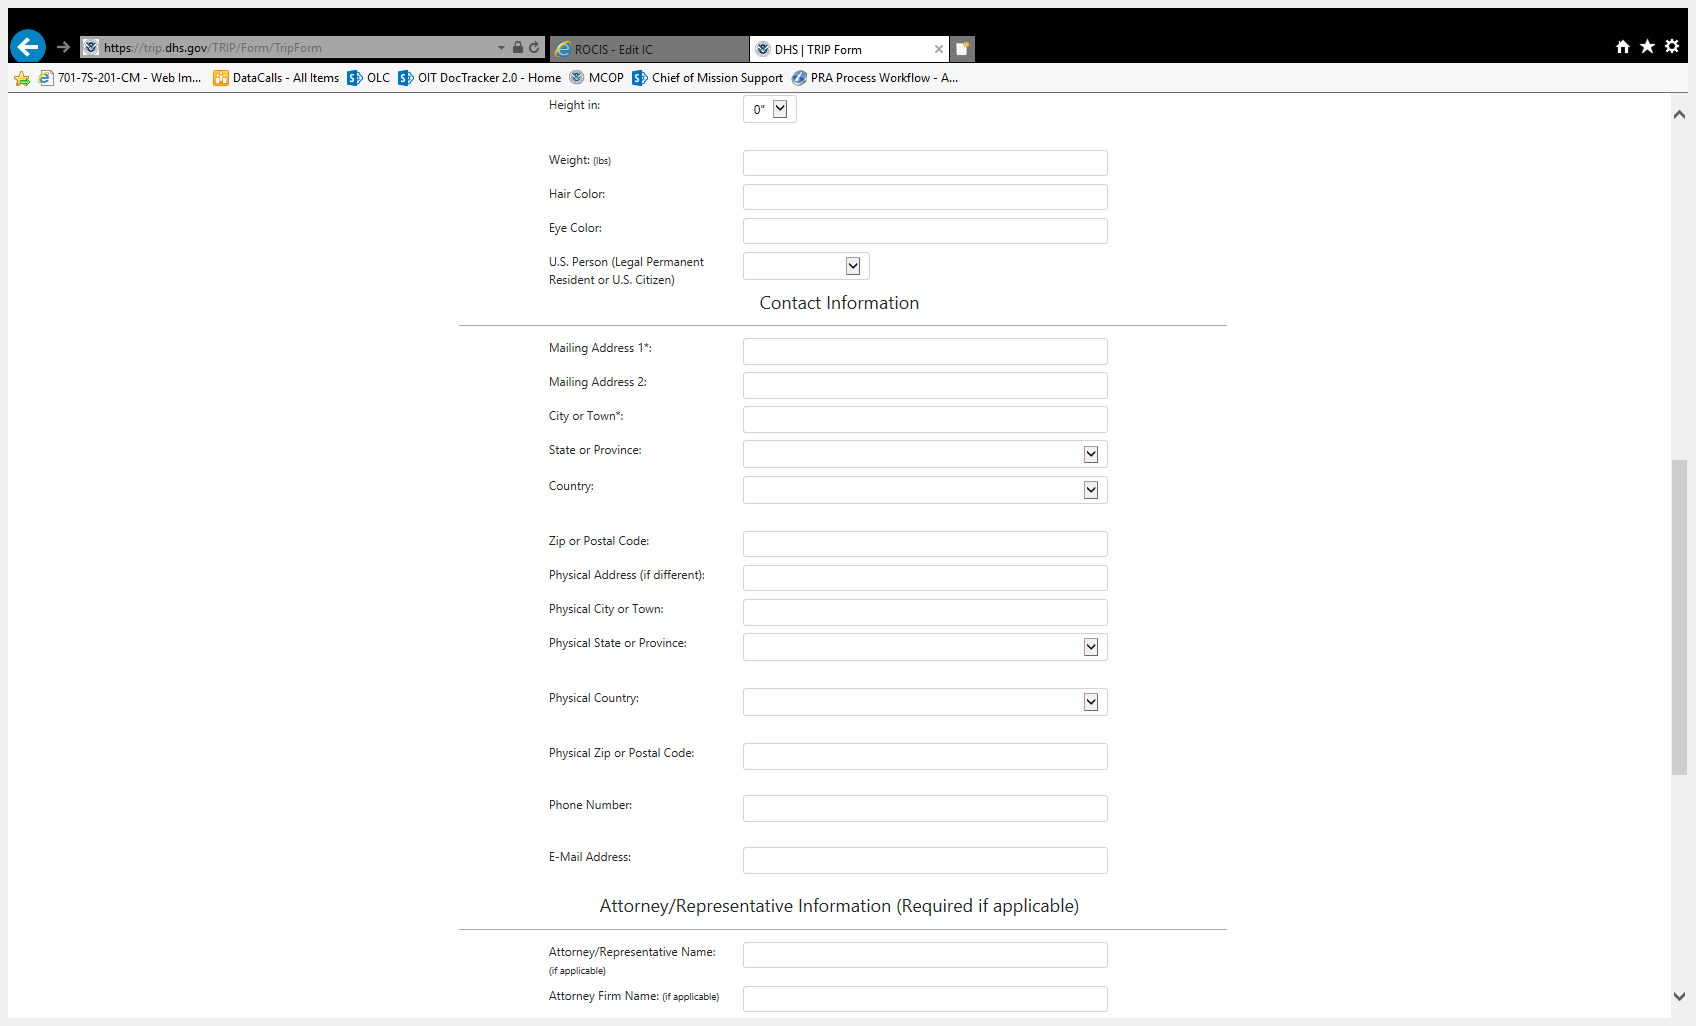 https://trip.dhs.gov/TRIP/Form/TripForm
ROCIS - Edit IC
DHS | TRIP Form
701-7S-201-CM - Web Im...
DataCalls - All Items
OLC
OIT DocTracker 2.0 - Home
MCOP
Chief of Mission Support
PRA Process Workflow - A...
Height in:
0"
Weight: (lbs)
Hair Color:
Eye Color:
U.S. Person (Legal Permanent
Resident or U.S. Citizen)
Contact Information
Mailing Address 1*:
Mailing Address 2:
City or Town*:
State or Province:
Country:
Zip or Postal Code:
Physical Address (if different):
Physical City or Town:
Physical State or Province:
Physical Country:
Physical Zip or Postal Code:
Phone Number:
E-Mail Address:
Attorney/Representative Information (Required if applicable)
Attorney/Representative Name:
(if applicable)
Attorney Firm Name: (if applicable)